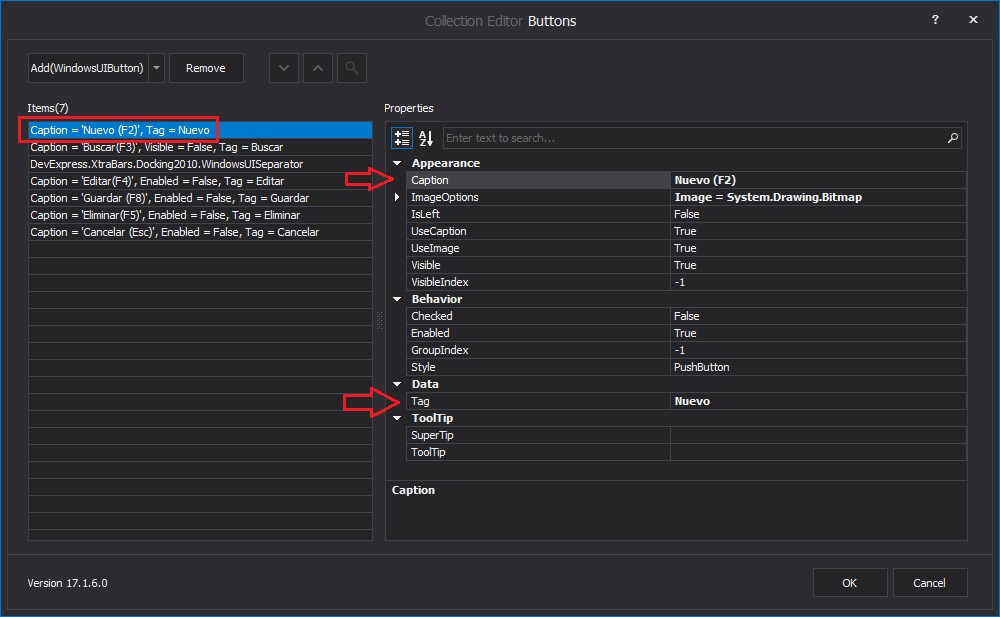 Collection Editor Buttons
?
Add(WindowsUIButton)
Remove
Items(7)
Caption = 'Nuevo (F2)', Tag = Nuevo
Caption = 'Buscar(F3)', Visible = False, Tag = Buscar
DevExpress.XtraBars.Docking2010.WindowsUISeparator
Caption = 'Editar(F4)', Enabled = False, Tag = Editar
Caption = 'Guardar (F8)', Enabled = False, Tag = Guardar
Caption = 'Eliminar(F5)', Enabled = False, Tag = Eliminar
Caption = 'Cancelar (Esc)', Enabled = False, Tag = Cancelar
Properties
Enter text to search...
Appearance
Caption Nuevo (F2)
ImageOptions Image = System.Drawing.Bitmap
IsLeft False
UseCaption True
UseImage True
Visible True
VisibleIndex -1
Behavior
Checked False
Enabled True
GroupIndex -1
Style PushButton
Data
Tag Nuevo
ToolTip
SuperTip
ToolTip
Caption
Version 17.1.6.0
OK
Cancel